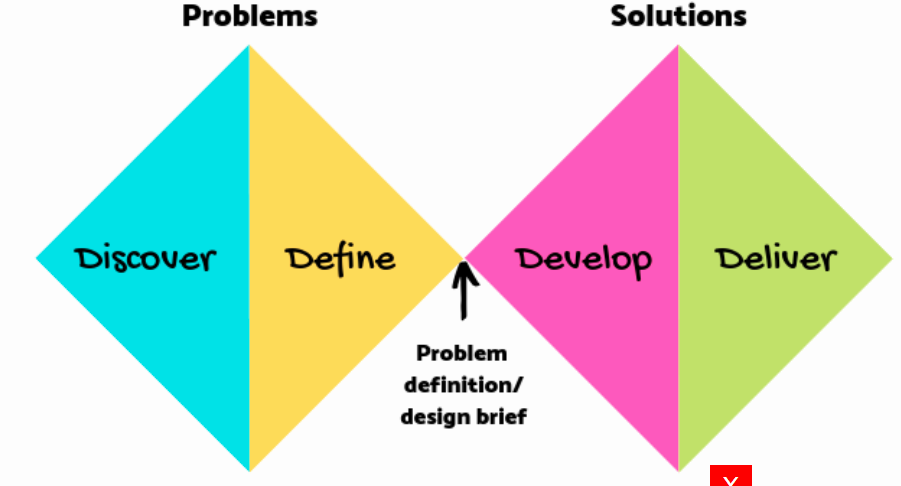 Problems
Solutions
Discover
Define
Develop
Deliver
Problem
definition/
design brief
X